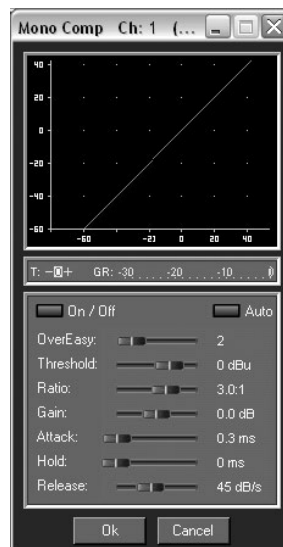 Mono Comp Ch: 1 (...
40
20
0
-20
-40
-60
-60 -20 0 20 40
T: -0+ GR: -30 -20 -10 0
On / Off Auto
OverEasy: 2
Threshold: 0 dBu
Ratio: 3.0:1
Gain: 0.0 dB
Attack: 0.3 ms
Hold: 0 ms
Release: 45 dB/s
Ok Cancel